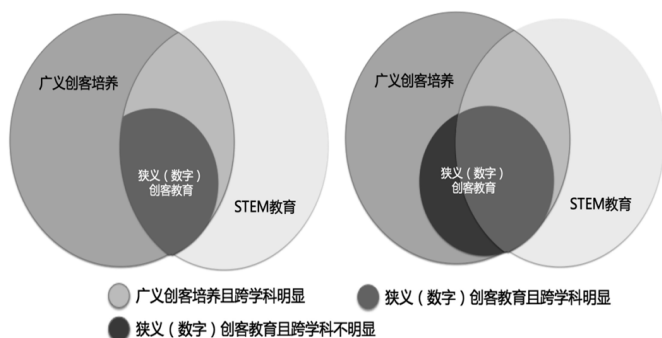 广义创客培养
狭义（数字）
创客教育
STEM教育
广义创客培养
狭义（数字）
创客教育
STEM教育
广义创客培养且跨学科明显
狭义（数字）创客教育且跨学科明显
狭义（数字）创客教育且跨学科不明显